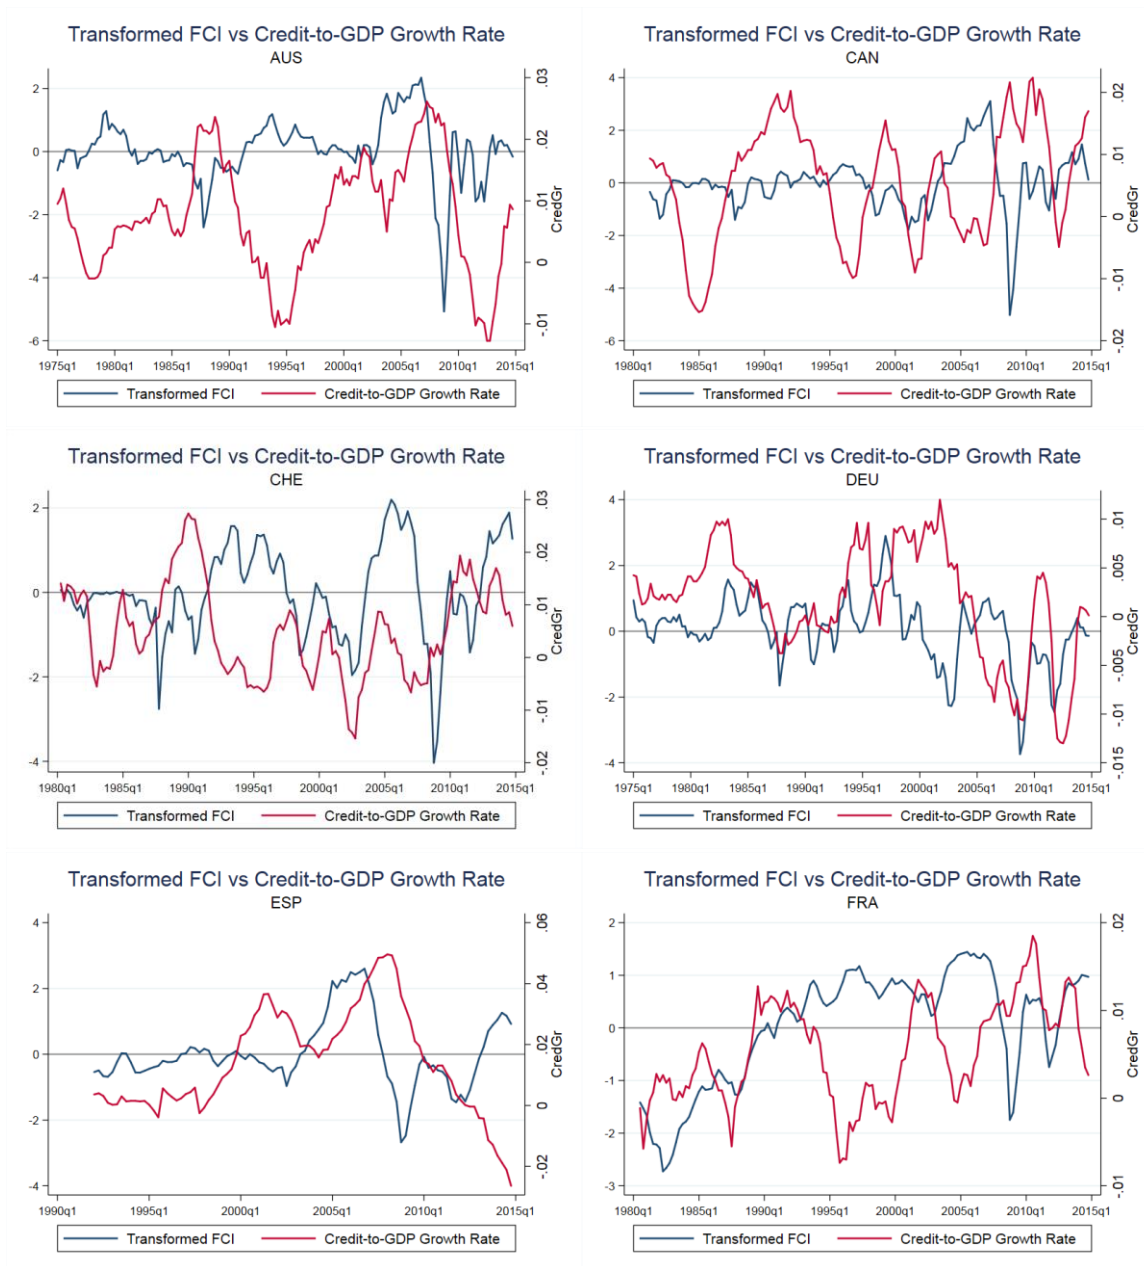 Transformed FCI vs Credit-to-GDP Growth Rate
AUS
2
0
-2
-4
-6
.03
.02
.01
0
-.01
CredGr
1975q1 1980q1 1985q1 1990q1 1995q1 2000q1 2005q1 2010q1 2015q1
Transformed FCI Credit-to-GDP Growth Rate
Transformed FCI vs Credit-to-GDP Growth Rate
CAN
4
2
0
-2
-4
-6
.02
.01
0
-.01
-.02
CredGr
1980q1 1985q1 1990q1 1995q1 2000q1 2005q1 2010q1 2015q1
Transformed FCI Credit-to-GDP Growth Rate
Transformed FCI vs Credit-to-GDP Growth Rate
CHE
2
0
-2
-4
.03
.02
.01
0
-.01
-.02
CredGr
1980q1 1985q1 1990q1 1995q1 2000q1 2005q1 2010q1 2015q1
Transformed FCI Credit-to-GDP Growth Rate
Transformed FCI vs Credit-to-GDP Growth Rate
DEU
4
2
0
-2
-4
.01
.005
0
-.005
-.01
-.015
CredGr
1975q1 1980q1 1985q1 1990q1 1995q1 2000q1 2005q1 2010q1 2015q1
Transformed FCI Credit-to-GDP Growth Rate
Transformed FCI vs Credit-to-GDP Growth Rate
ESP
4
2
0
-2
-4
.06
.04
.02
0
-.02
CredGr
1990q1 1995q1 2000q1 2005q1 2010q1 2015q1
Transformed FCI Credit-to-GDP Growth Rate
Transformed FCI vs Credit-to-GDP Growth Rate
FRA
2
1
0
-1
-2
-3
.02
.01
0
-.01
CredGr
1980q1 1985q1 1990q1 1995q1 2000q1 2005q1 2010q1 2015q1
Transformed FCI Credit-to-GDP Growth Rate